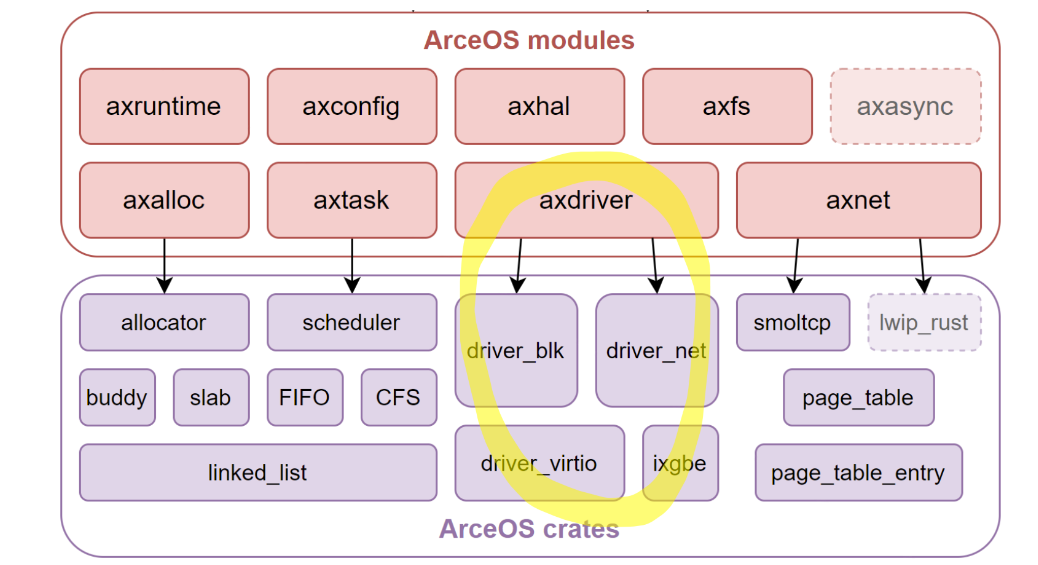 ArceOS modules
axruntime axconfig axhal axfs axasync
axalloc axtask axdriver axnet
allocator scheduler driver_blk driver_net smoltcp lwip_rust
buddy slab FIFO CFS page_table
linked_list driver_virtio ixgbe page_table_entry
ArceOS crates